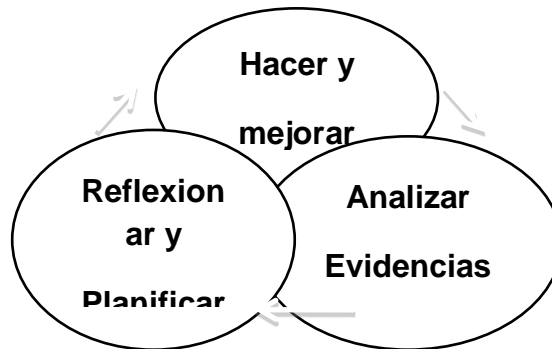 Hacer y
mejorar
Reflexion
ar y
Planificar
Analizar
Evidencias